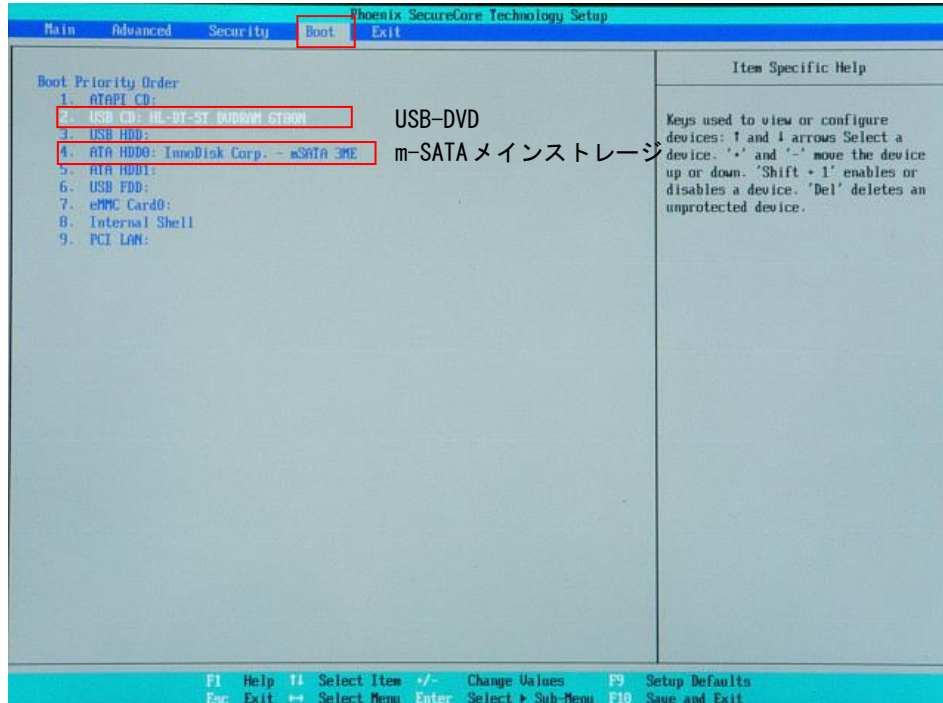 Phoenix SecureCore Technology Setup
Main Advanced Security Boot Exit
Boot Priority Order
1. ATAPI CD:
2. USB CD: HL-DT-ST DVDRAM GT80N
USB-DVD
3. USB HDD:
4. ATA HDD0: InnoDisk Corp. - mSATA 3ME
m-SATAメインストレージ
5. ATA HDD1:
6. USB FDD:
7. eMMC Card0:
8. Internal Shell
9. PCI LAN:
Item Specific Help
Keys used to view or configure
devices: ↑ and ↓ arrows Select a
device. '+' and '-' move the device
up or down. 'Shift + 1' enables or
disables a device. 'Del' deletes an
unprotected device.
F1 Help ↑↓ Select Item +/- Change Values F9 Setup Defaults
Esc Exit ↔ Select Menu Enter Select ▶ Sub-Menu F10 Save and Exit